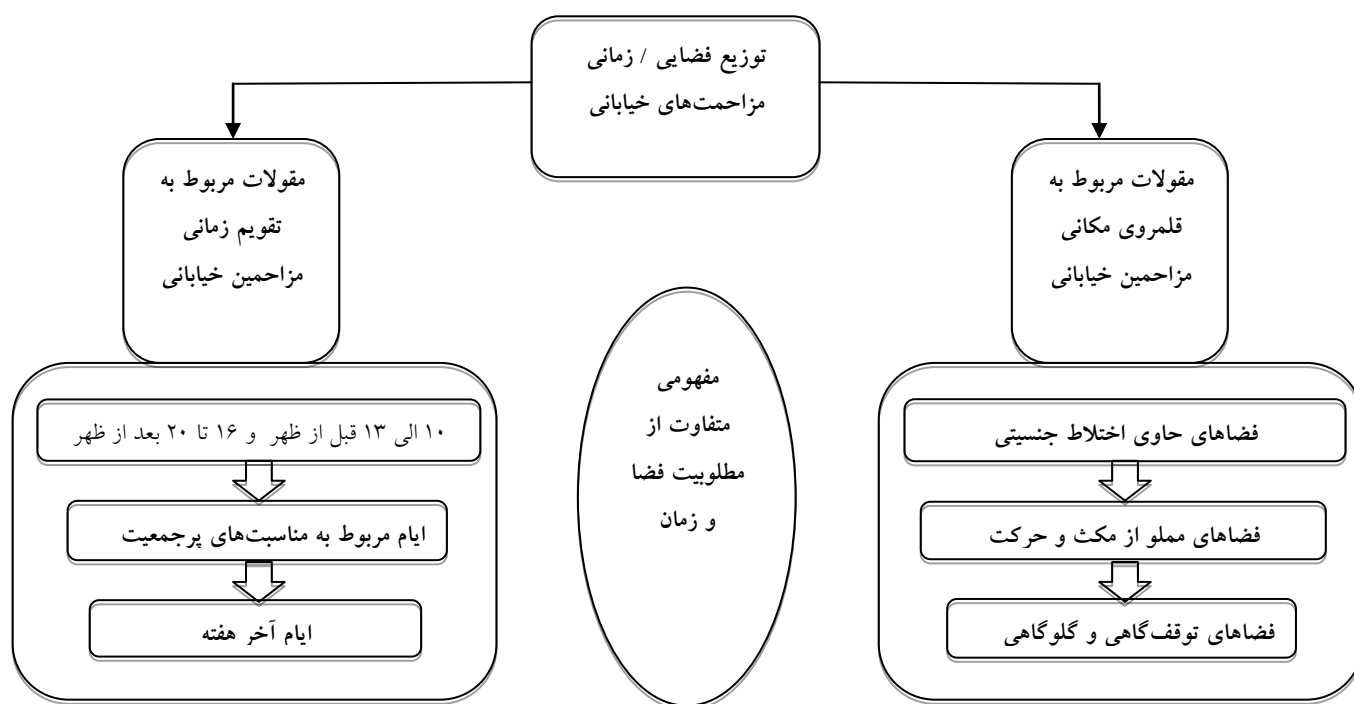 توزیع فضایی / زمانی
مزاحمت‌های خیابانی
مقولات مربوط به
قلمروی مکانی
مزاحمین خیابانی
مقولات مربوط به
تقویم زمانی
مزاحمین خیابانی
فضاهای حاوی اختلاط جنسیتی
فضاهای مملو از مکث و حرکت
فضاهای توقف‌گاهی و گلوگاهی
مفهومی
متفاوت از
مطلوبیت فضا
و زمان
۱۰ الی ۱۳ قبل از ظهر و ۱۶ تا ۲۰ بعد از ظهر
ایام مربوط به مناسبت‌های پرجمعیت
ایام آخر هفته